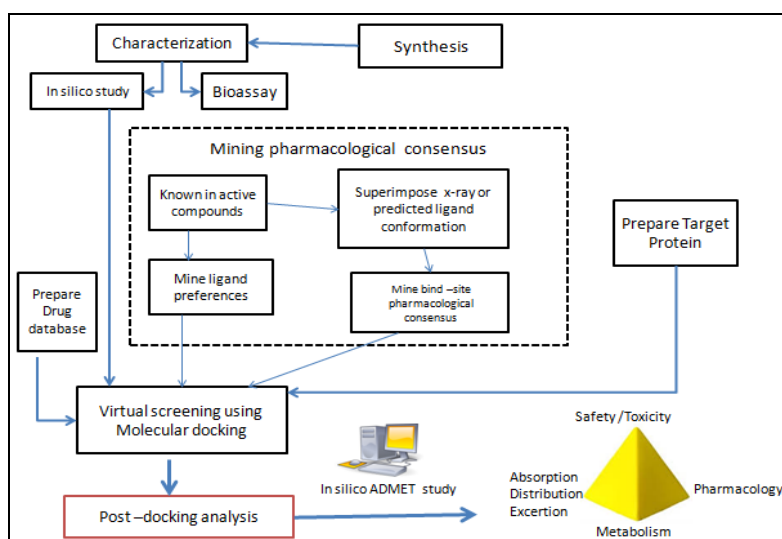 Characterization
Synthesis
In silico study
Bioassay
Mining pharmacological consensus
Known in active
compounds
Superimpose x-ray or
predicted ligand
conformation
Prepare Target
Protein
Mine ligand
preferences
Mine bind –site
pharmacological
consensus
Prepare
Drug
database
Virtual screening using
Molecular docking
Safety /Toxicity
In silico ADMET study
Absorption
Distribution
Excertion
Pharmacology
Post –docking analysis
Metabolism